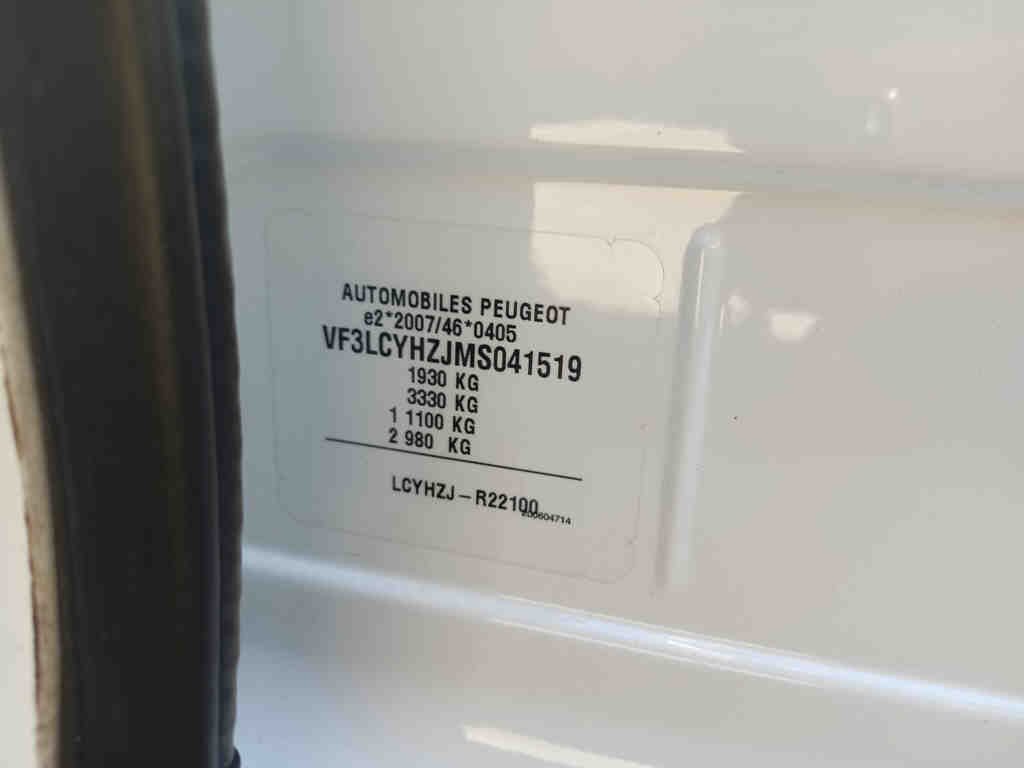 AUTOMOBILES PEUGEOT
e2*2007/46*0405
VF3LCYHZJMS041519
1930 KG
3330 KG
1 1100 KG
2 980 KG
LCYHZJ – R22100